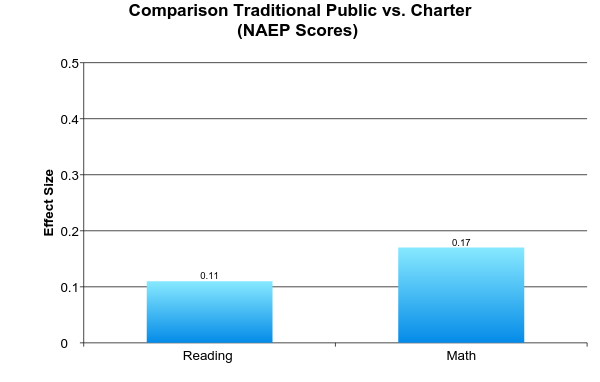 Comparison Traditional Public vs. Charter
(NAEP Scores)
0.5
0.4
0.3
0.2
0.1
0
Effect Size
0.11
0.17
Reading
Math